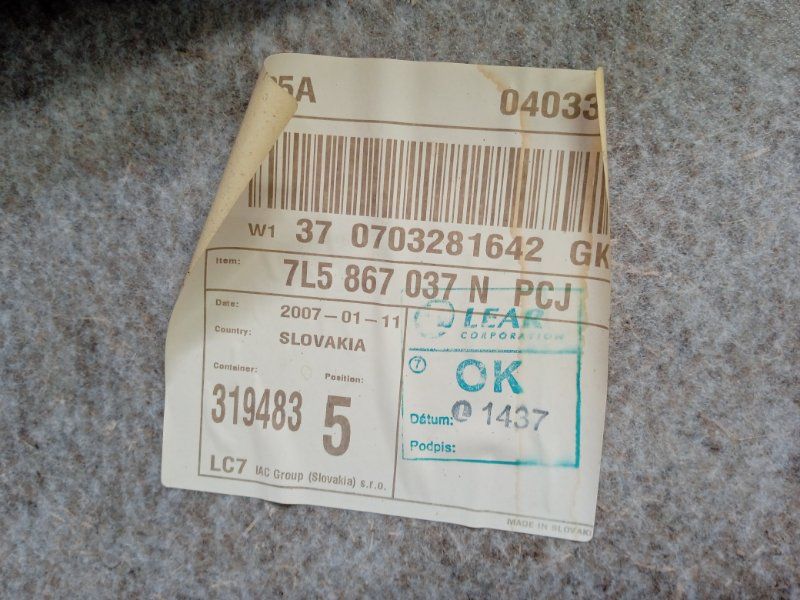 5A 04033
W1 37 0703281642 GK
Item: 7L5 867 037 N PCJ
Date: 2007-01-11
Country: SLOVAKIA
Container: Position:
319483 5
LC7 IAC Group (Slovakia) s.r.o.
LEAR
CORPORATION
7 OK
Dátum: L 1437
Podpis:
MADE IN SLOVAK